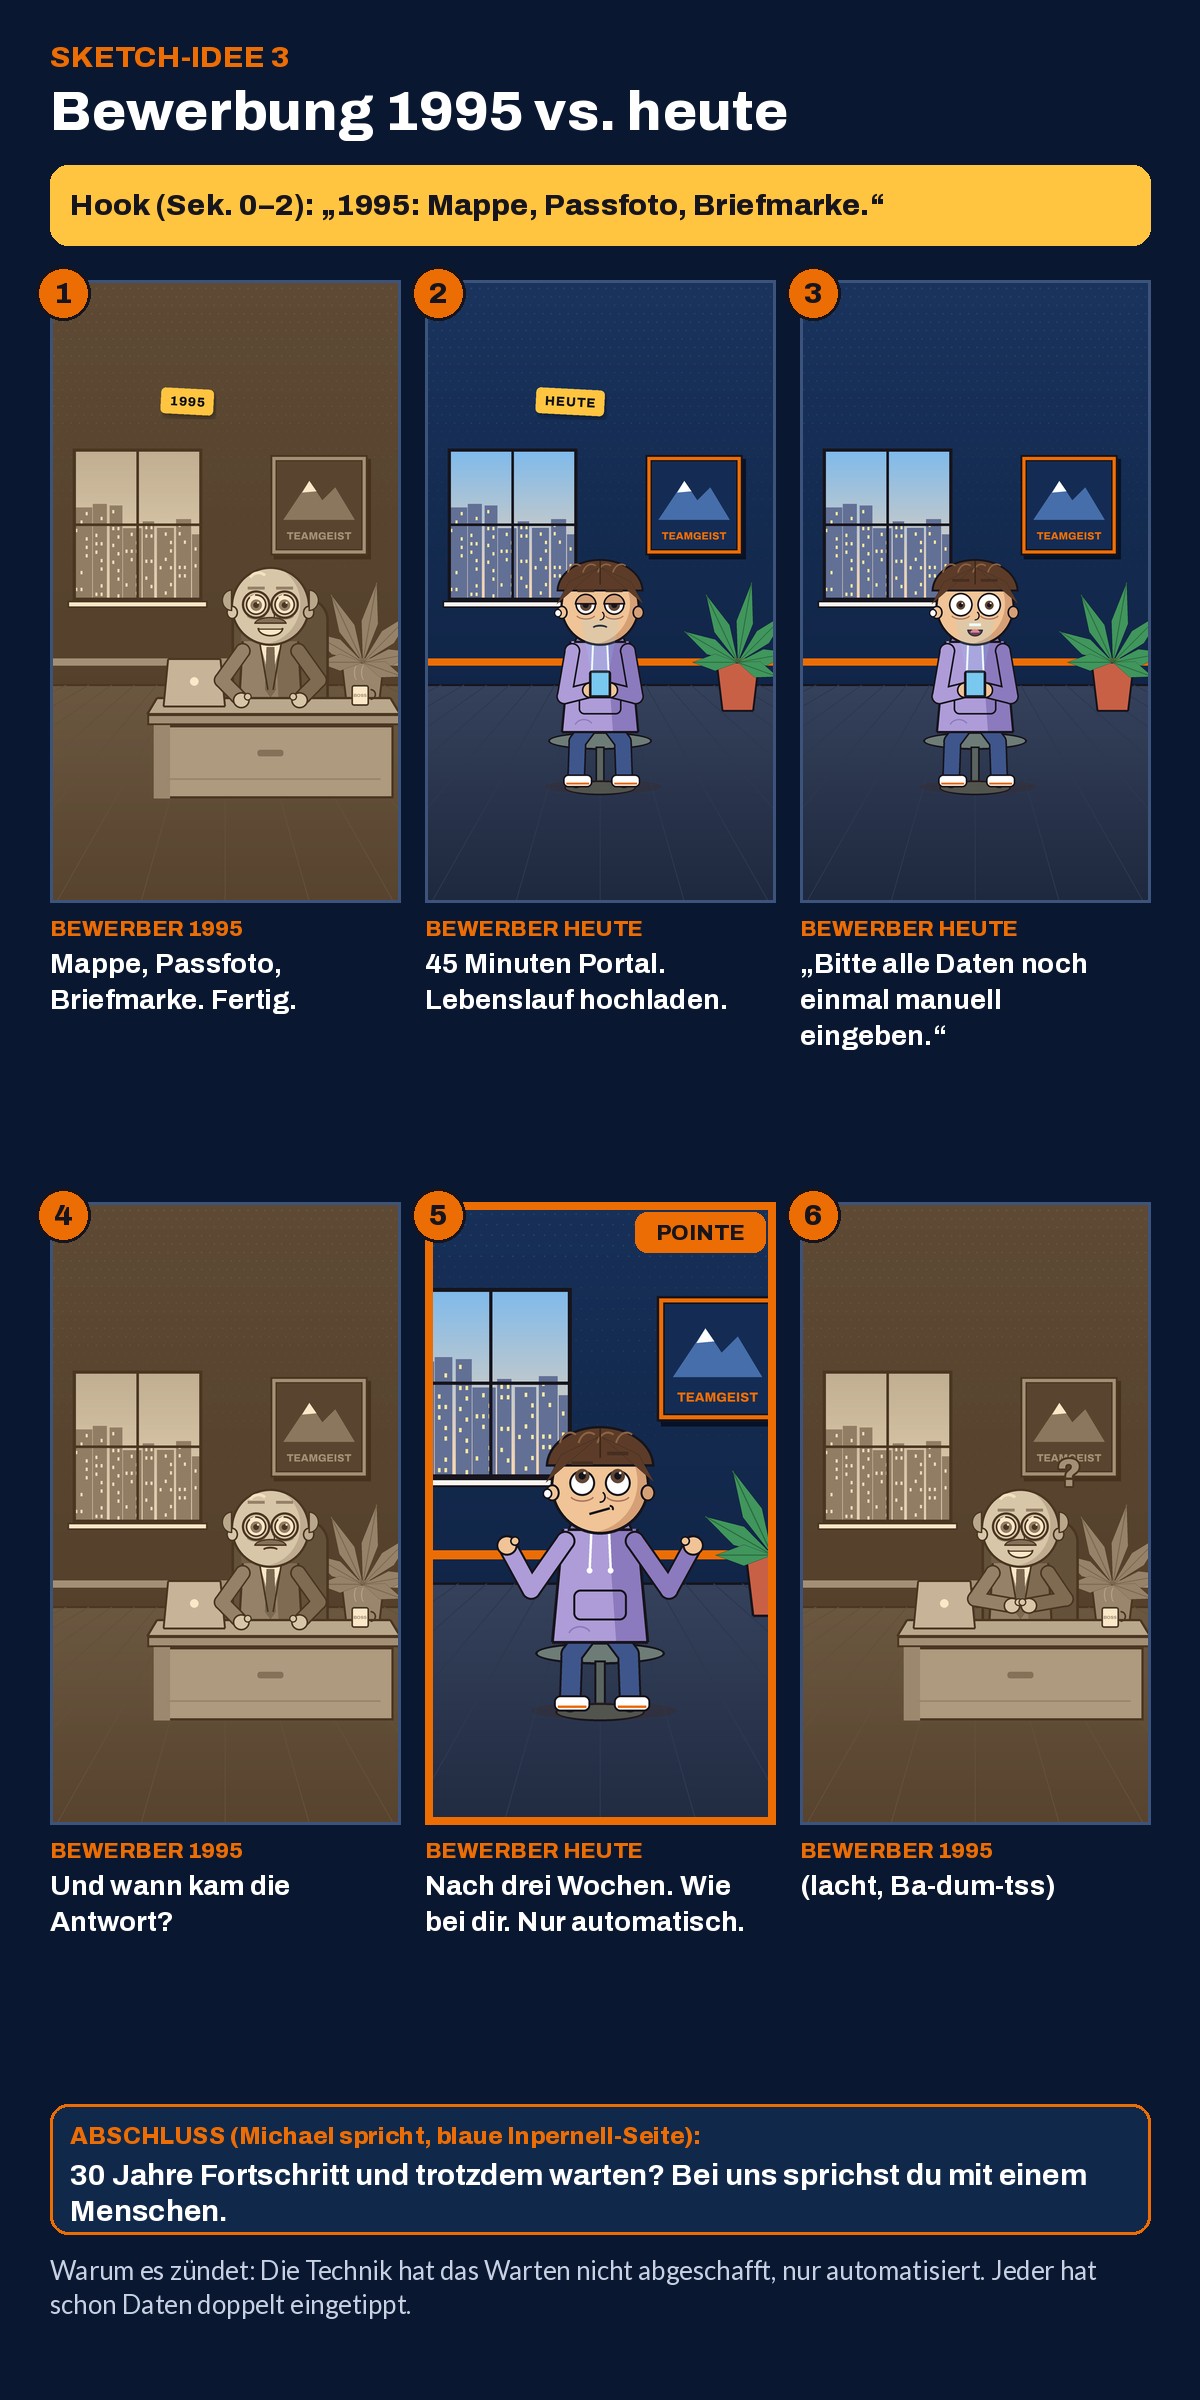 SKETCH-IDEE 3
Bewerbung 1995 vs. heute
Hook (Sek. 0–2): „1995: Mappe, Passfoto, Briefmarke.“
1
2
3
1995
HEUTE
TEAMGEIST
TEAMGEIST
TEAMGEIST
BEWERBER 1995
Mappe, Passfoto,
Briefmarke. Fertig.
BEWERBER HEUTE
45 Minuten Portal.
Lebenslauf hochladen.
BEWERBER HEUTE
„Bitte alle Daten noch
einmal manuell
eingeben.“
4
5
6
POINTE
TEAMGEIST
TEAMGEIST
TEAMGEIST
?
BEWERBER 1995
Und wann kam die
Antwort?
BEWERBER HEUTE
Nach drei Wochen. Wie
bei dir. Nur automatisch.
BEWERBER 1995
(lacht, Ba-dum-tss)
ABSCHLUSS (Michael spricht, blaue Inpernell-Seite):
30 Jahre Fortschritt und trotzdem warten? Bei uns sprichst du mit einem
Menschen.
Warum es zündet: Die Technik hat das Warten nicht abgeschafft, nur automatisiert. Jeder hat
schon Daten doppelt eingetippt.